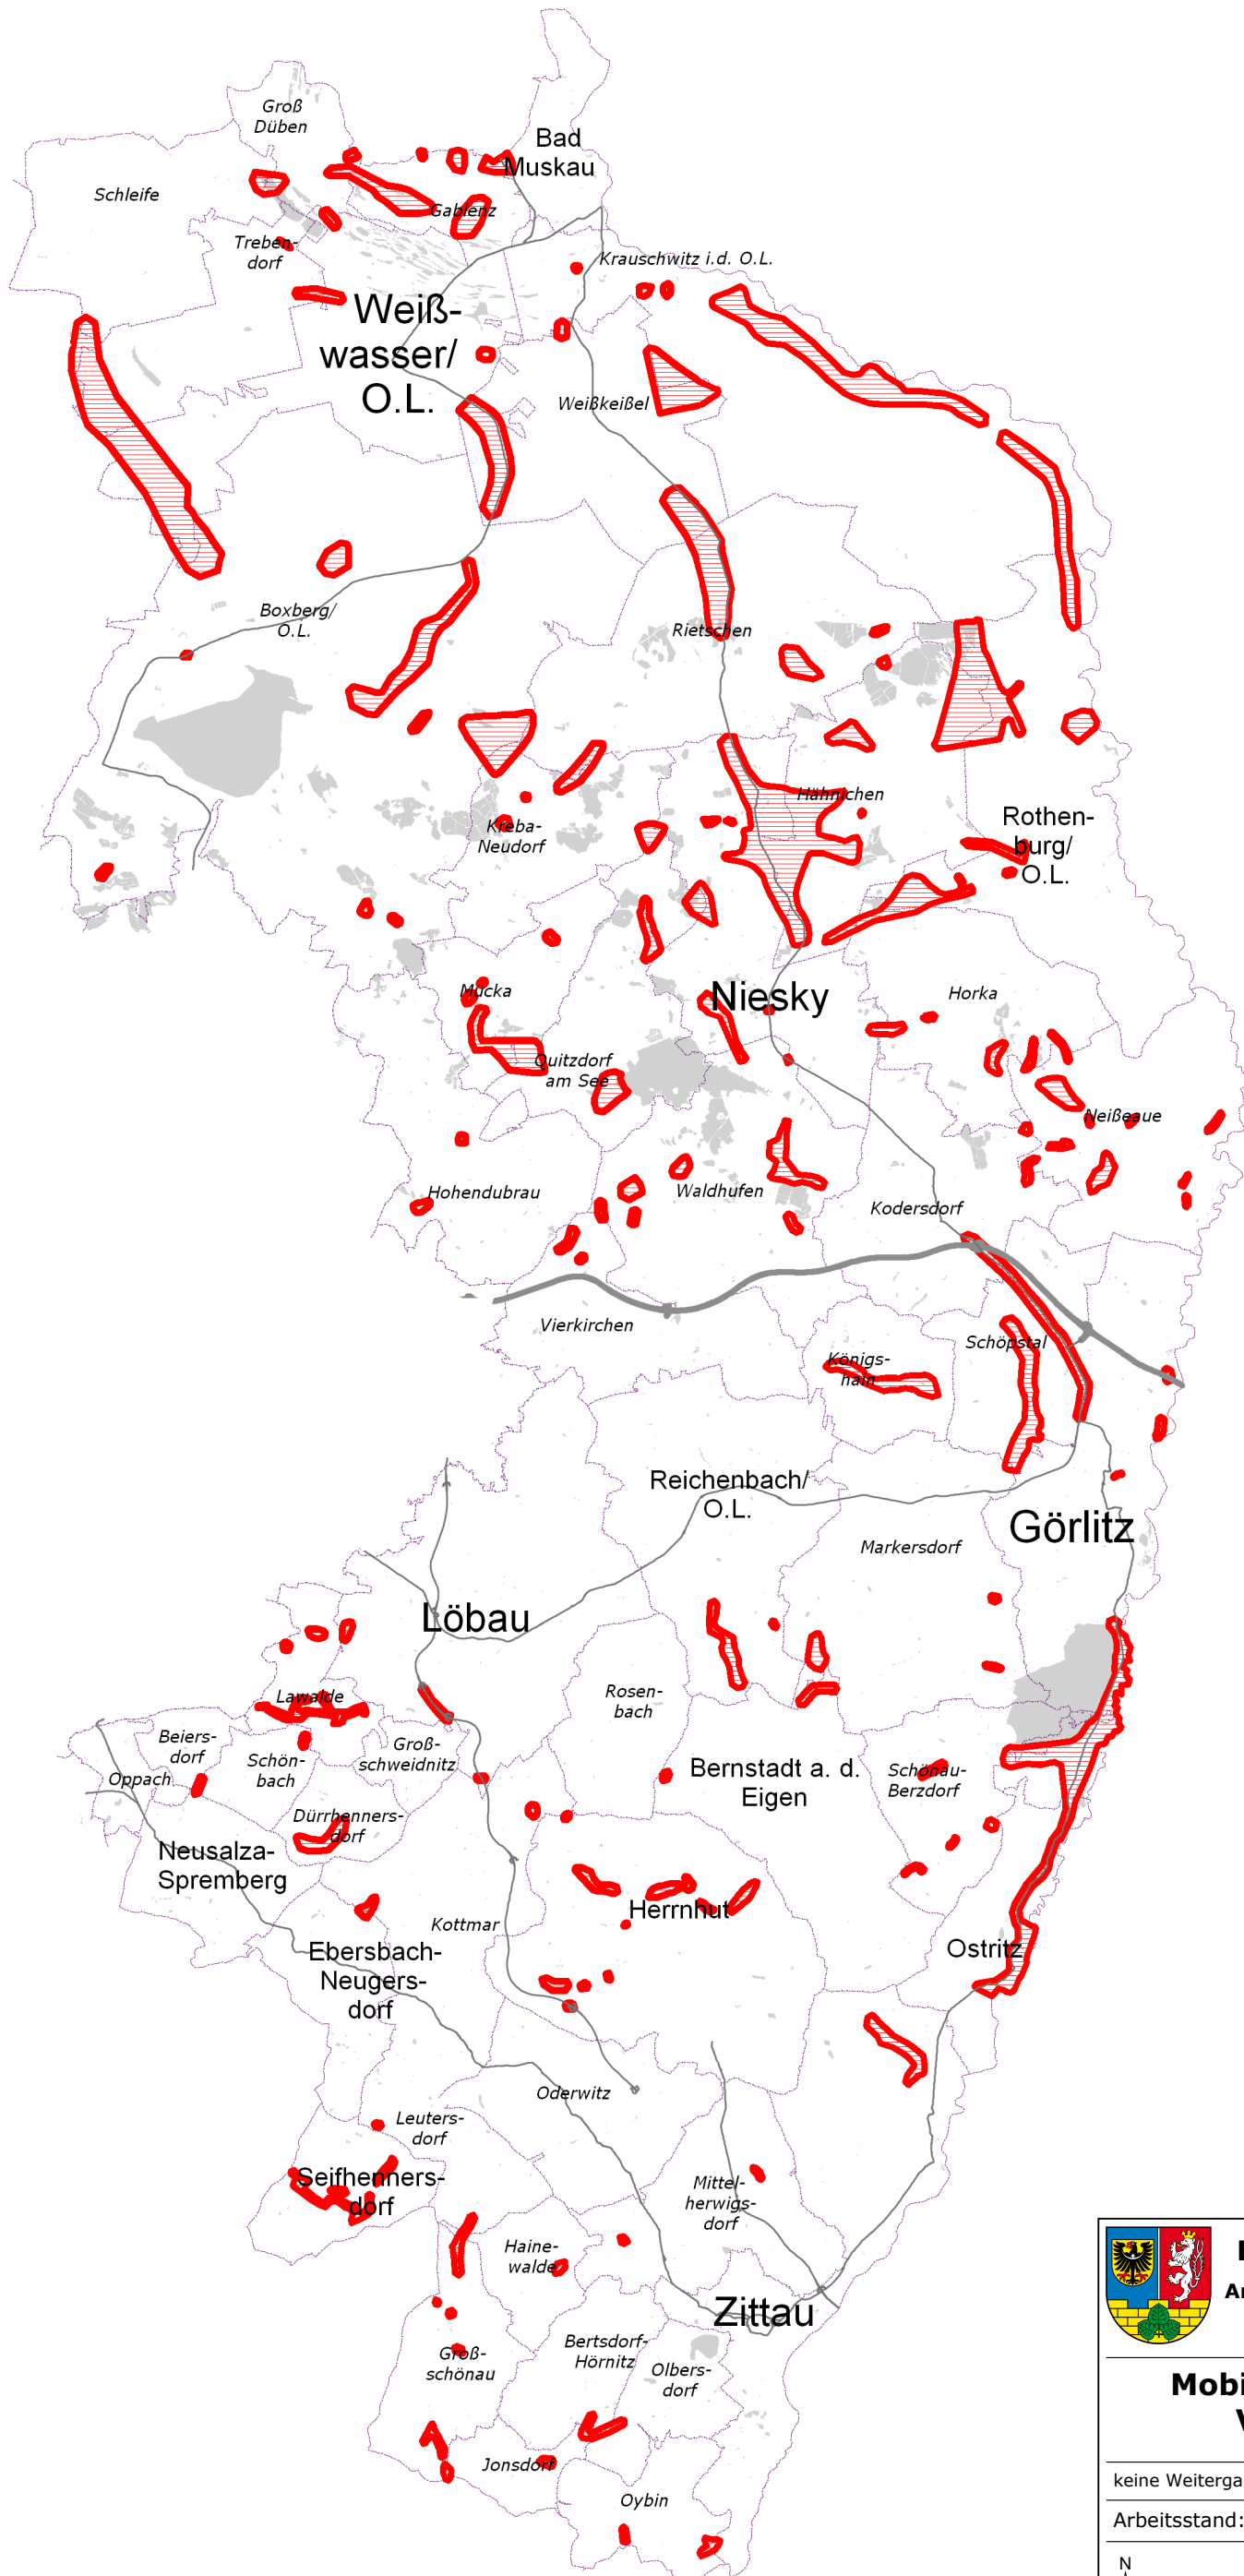 Groß
Düben
Bad
Muskau
Schleife
Gablenz
Treben-
dorf
Krauschwitz i.d. O.L.
Weiß-
wasser/
O.L.
Weißkeißel
Boxberg/
O.L.
Rietschen
Hähnichen
Kreba-
Neudorf
Rothen-
burg/
O.L.
Mücka
Niesky
Horka
Quitzdorf
am See
Neißeaue
Hohendubrau
Waldhufen
Kodersdorf
Vierkirchen
Schöpstal
Königs-
hain
Reichenbach/
O.L.
Görlitz
Markersdorf
Löbau
Rosen-
bach
Lawalde
Beiers-
dorf
Groß-
schweidnitz
Schön-
bach
Oppach
Bernstadt a. d.
Eigen
Schönau-
Berzdorf
Dürrhenners-
dorf
Neusalza-
Spremberg
Herrnhut
Kottmar
Ebersbach-
Neugers-
dorf
Ostritz
Oderwitz
Leuters-
dorf
Seifhenners-
dorf
Mittel-
herwigs-
dorf
Haine-
walde
Zittau
Groß-
schönau
Bertsdorf-
Hörnitz
Olbers-
dorf
Jonsdorf
Oybin
Mobi
V
keine Weiterga
Arbeitsstand:
N